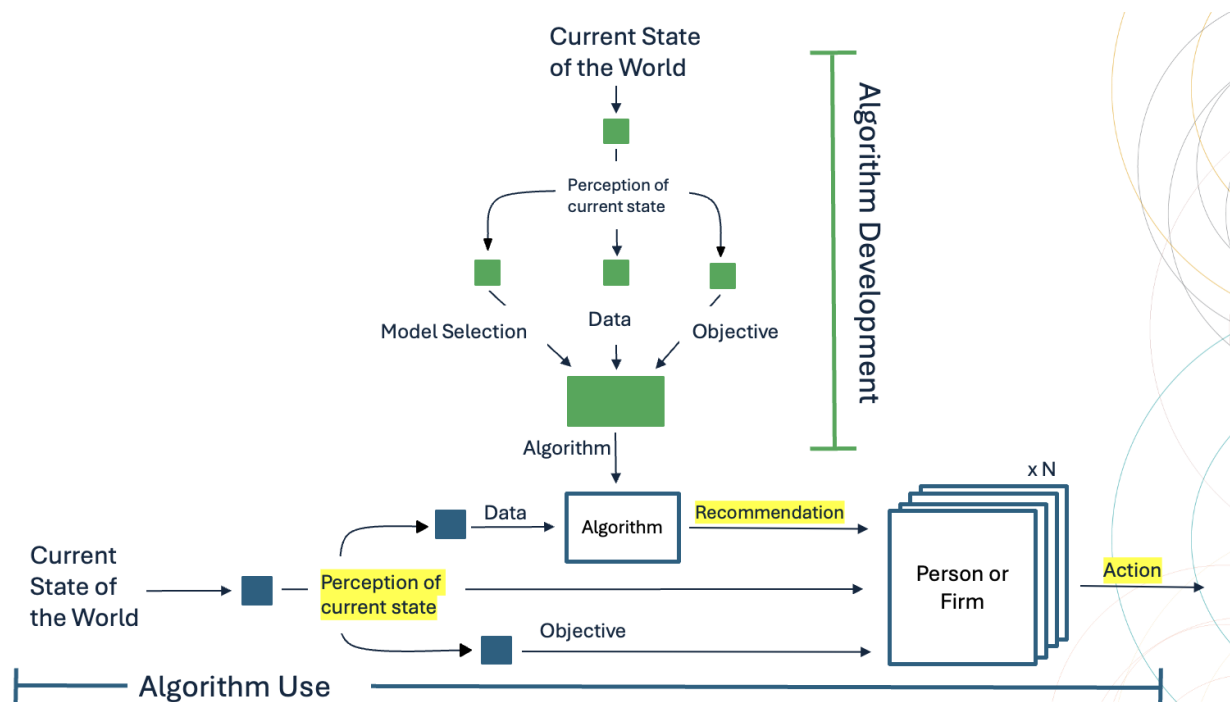 Current State
of the World
Algorithm Development
Perception of
current state
Model Selection
Data
Objective
Algorithm
x N
Data
Algorithm
Recommendation
Current
State of
the World
Perception of
current state
Person or
Firm
Action
Objective
Algorithm Use